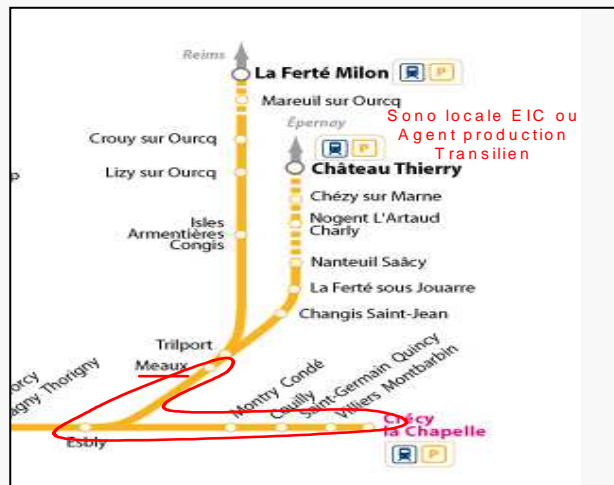 Reims
La Ferté Milon
P
Mareuil sur Ourcq
Sono locale EIC ou
Agent production
Transilien
Epernay
P
Crouy sur Ourcq
Château Thierry
Lizy sur Ourcq
Chézy sur Marne
Nogent L'Artaud
Charly
Isles
Armentières
Congis
Nanteuil Saâcy
La Ferté sous Jouarre
Changis Saint-Jean
Trilport
Meaux
orcy
agny Thorigny
Esbly
Montry Condé
Couilly
Saint-Germain Quincy
Villiers Montbarbin
Crécy
la Chapelle
P